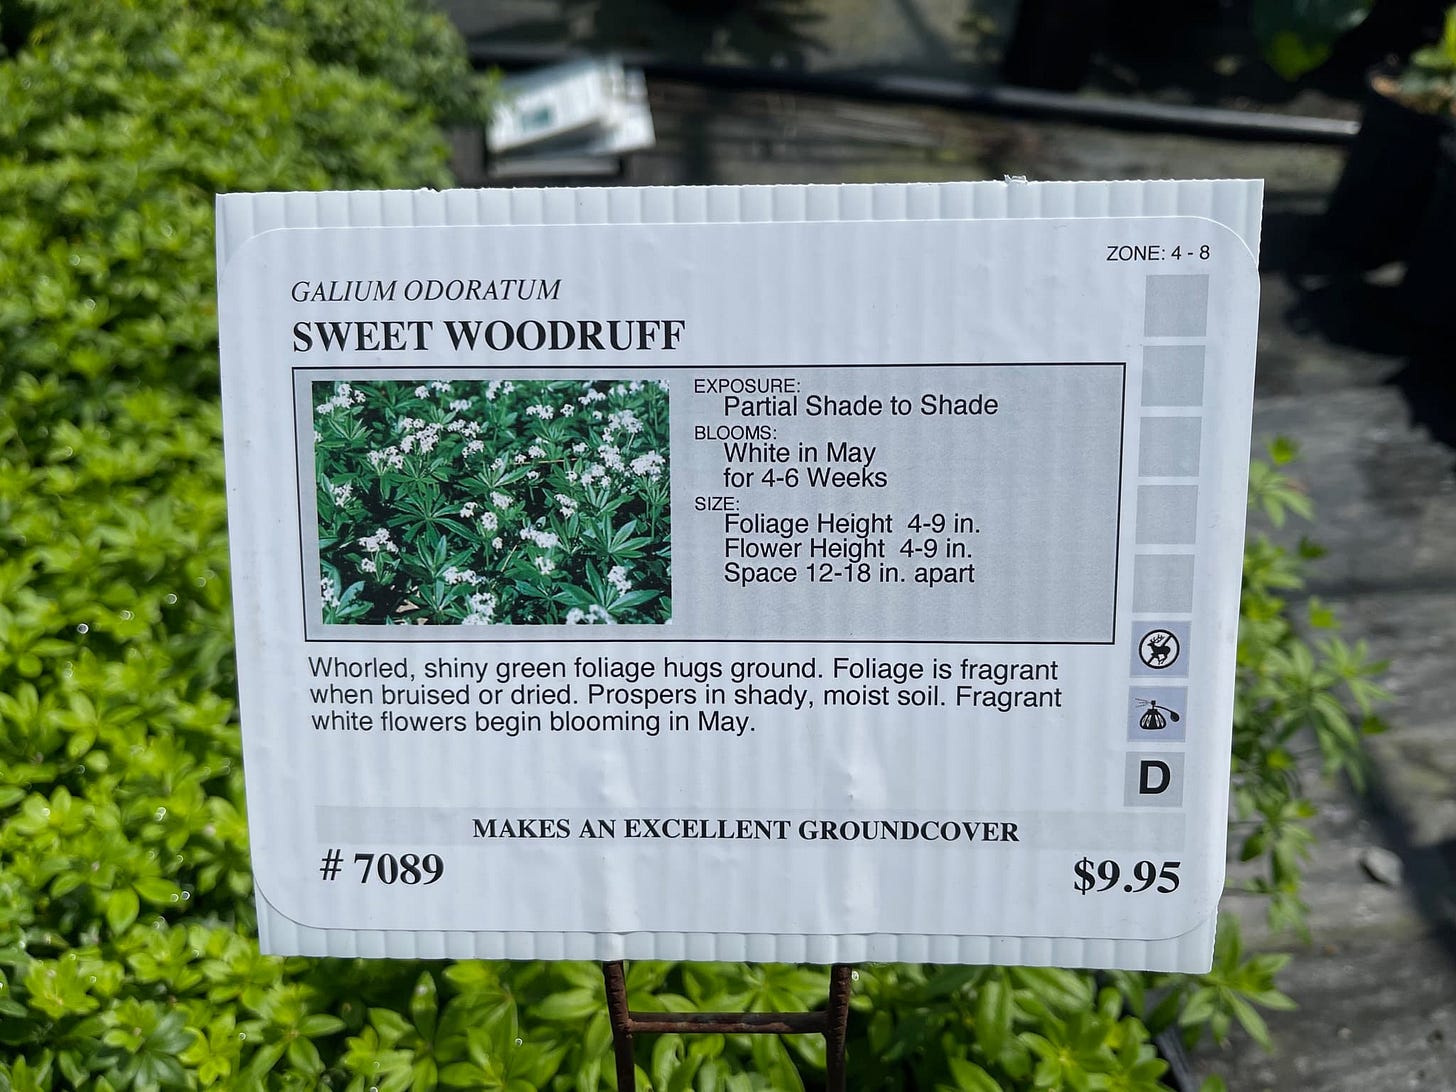 ZONE: 4 - 8
GALIUM ODORATUM
SWEET WOODRUFF
EXPOSURE:
Partial Shade to Shade
BLOOMS:
White in May
for 4-6 Weeks
SIZE:
Foliage Height 4-9 in.
Flower Height 4-9 in.
Space 12-18 in. apart
Whorled, shiny green foliage hugs ground. Foliage is fragrant
when bruised or dried. Prospers in shady, moist soil. Fragrant
white flowers begin blooming in May.
D
MAKES AN EXCELLENT GROUNDCOVER
# 7089
$9.95